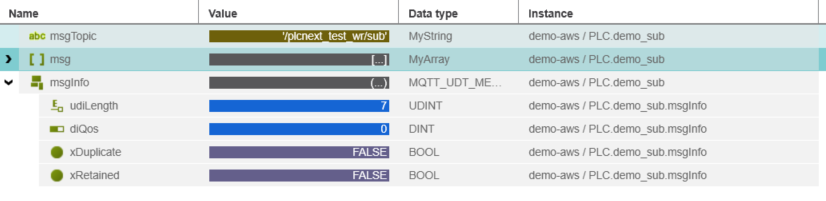 Name Value Data type Instance
abc msgTopic '/plcnext_test_wr/sub' MyString demo-aws / PLC.demo_sub
[ ] msg [...] MyArray demo-aws / PLC.demo_sub
msgInfo (...) MQTT_UDT_ME... demo-aws / PLC.demo_sub
udiLength 7 UDINT demo-aws / PLC.demo_sub.msgInfo
diQos 0 DINT demo-aws / PLC.demo_sub.msgInfo
xDuplicate FALSE BOOL demo-aws / PLC.demo_sub.msgInfo
xRetained FALSE BOOL demo-aws / PLC.demo_sub.msgInfo